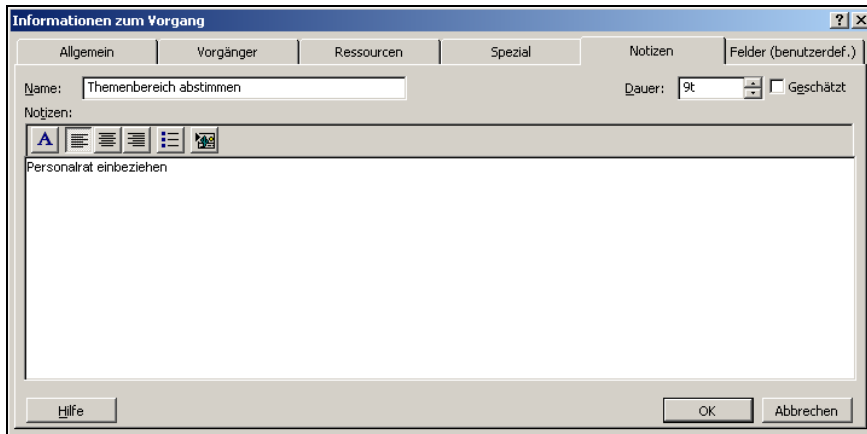 Informationen zum Vorgang
Allgemein Vorgänger Ressourcen Spezial Notizen Felder (benutzerdef.)
Name: Themenbereich abstimmen Dauer: 9t Geschätzt
Notizen:
A
Personalrat einbeziehen
Hilfe OK Abbrechen